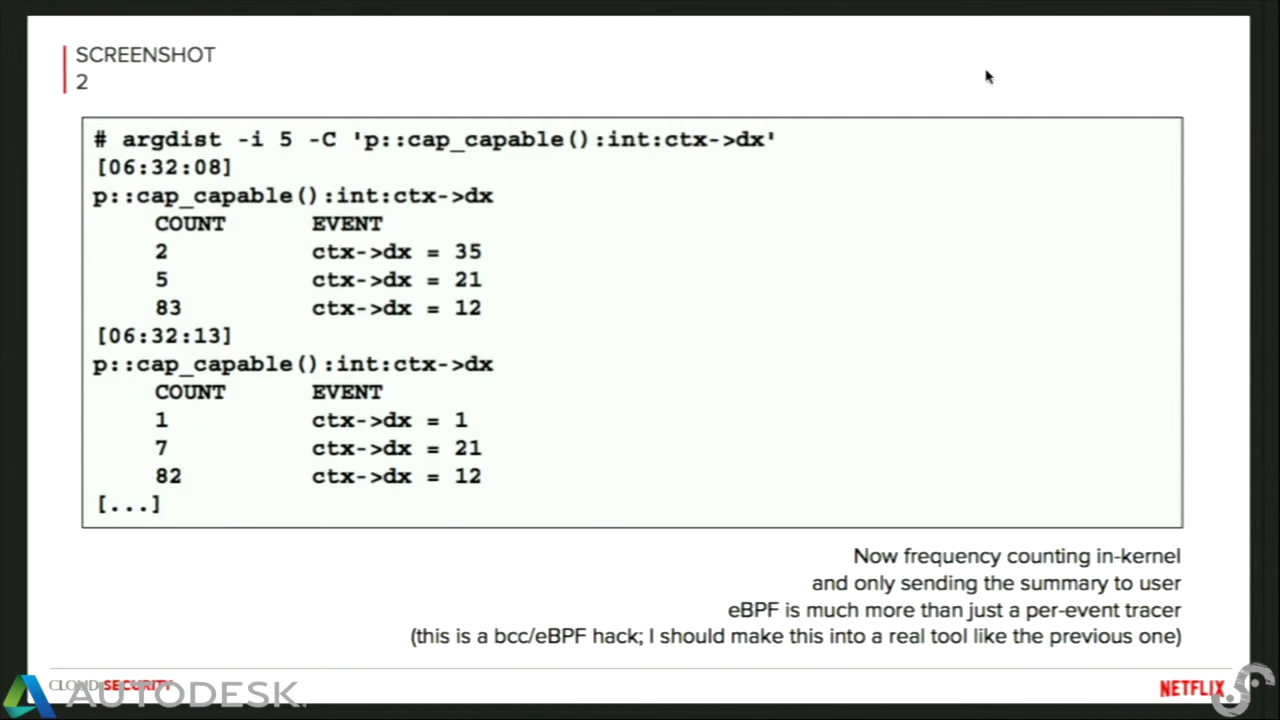 SCREENSHOT
2
# argdist -i 5 -C 'p::cap_capable():int:ctx->dx'
[06:32:08]
p::cap_capable():int:ctx->dx
COUNT EVENT
2 ctx->dx = 35
5 ctx->dx = 21
83 ctx->dx = 12
[06:32:13]
p::cap_capable():int:ctx->dx
COUNT EVENT
1 ctx->dx = 1
7 ctx->dx = 21
82 ctx->dx = 12
[...]
Now frequency counting in-kernel
and only sending the summary to user
eBPF is much more than just a per-event tracer
(this is a bcc/eBPF hack; I should make this into a real tool like the previous one)
CLOUD SECURITY
AUTODESK.
NETFLIX